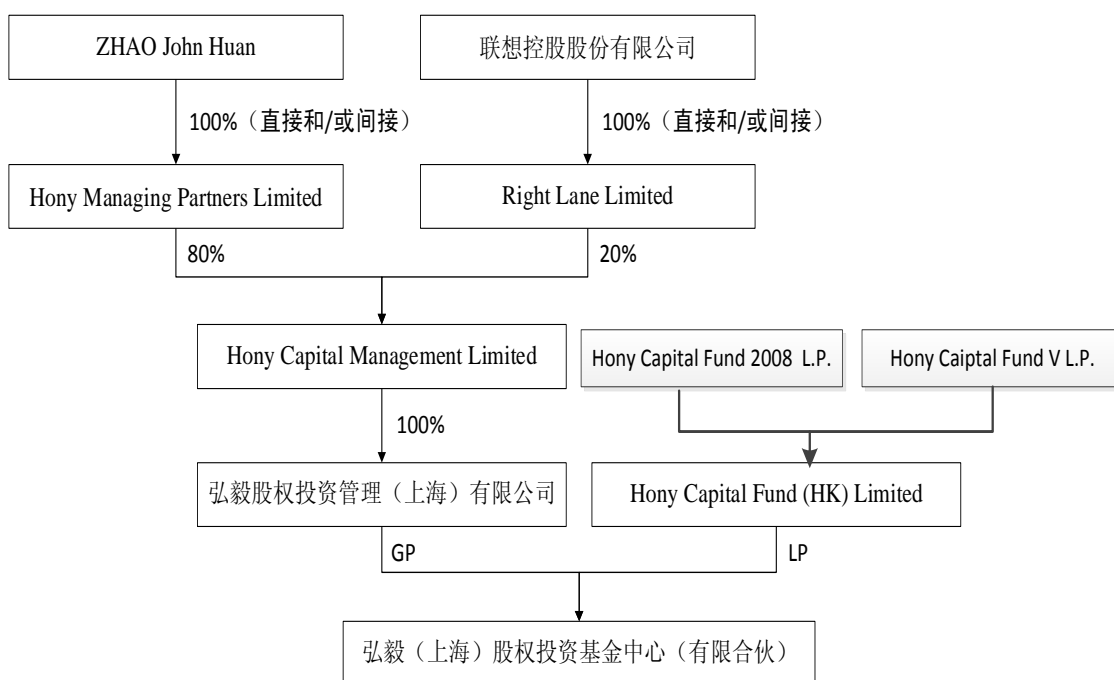 ZHAO John Huan
联想控股股份有限公司
100%（直接和/或间接）
100%（直接和/或间接）
Hony Managing Partners Limited
Right Lane Limited
80%
20%
Hony Capital Management Limited
Hony Capital Fund 2008 L.P.
Hony Caiptal Fund V L.P.
100%
弘毅股权投资管理（上海）有限公司
Hony Capital Fund (HK) Limited
GP
LP
弘毅（上海）股权投资基金中心（有限合伙）